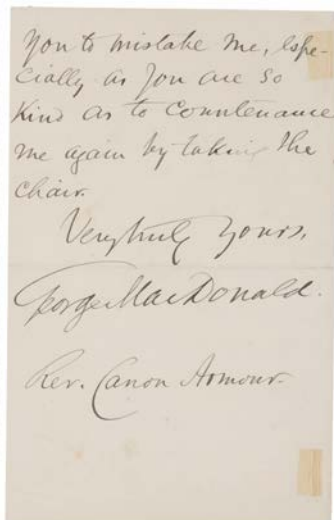 you to mistake me, espe-
cially as you are so
kind as to countenance
me again by taking the
chair.
Very truly yours,
George MacDonald.
Rev. Canon Armour.